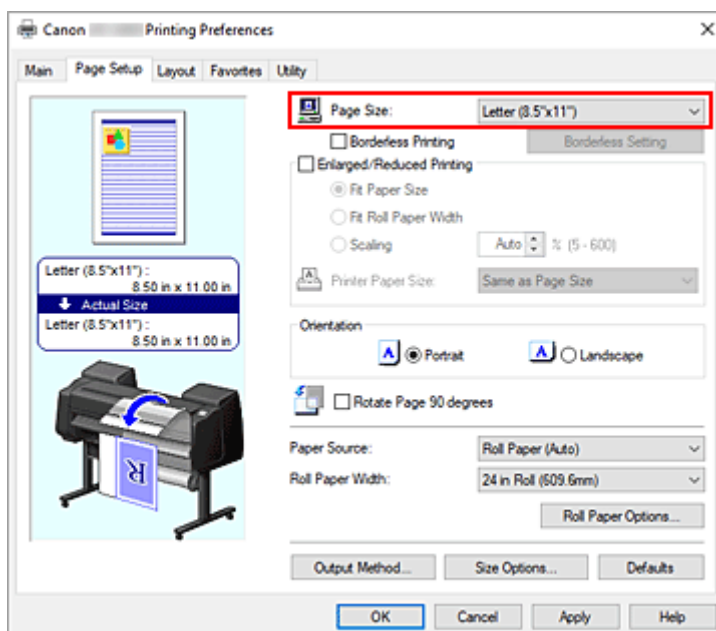 Canon Printing Preferences
Main Page Setup Layout Favorites Utility
Page Size: Letter (8.5"x11")
Borderless Printing Borderless Setting
Enlarged/Reduced Printing
Fit Paper Size
Fit Roll Paper Width
Scaling Auto % (5 - 600)
Printer Paper Size: Same as Page Size
Letter (8.5"x11") :
8.50 in x 11.00 in
Actual Size
Letter (8.5"x11") :
8.50 in x 11.00 in
Orientation
A Portrait A Landscape
Rotate Page 90 degrees
R
Paper Source: Roll Paper (Auto)
Roll Paper Width: 24 in Roll (609.6mm)
Roll Paper Options...
Output Method... Size Options... Defaults
OK Cancel Apply Help